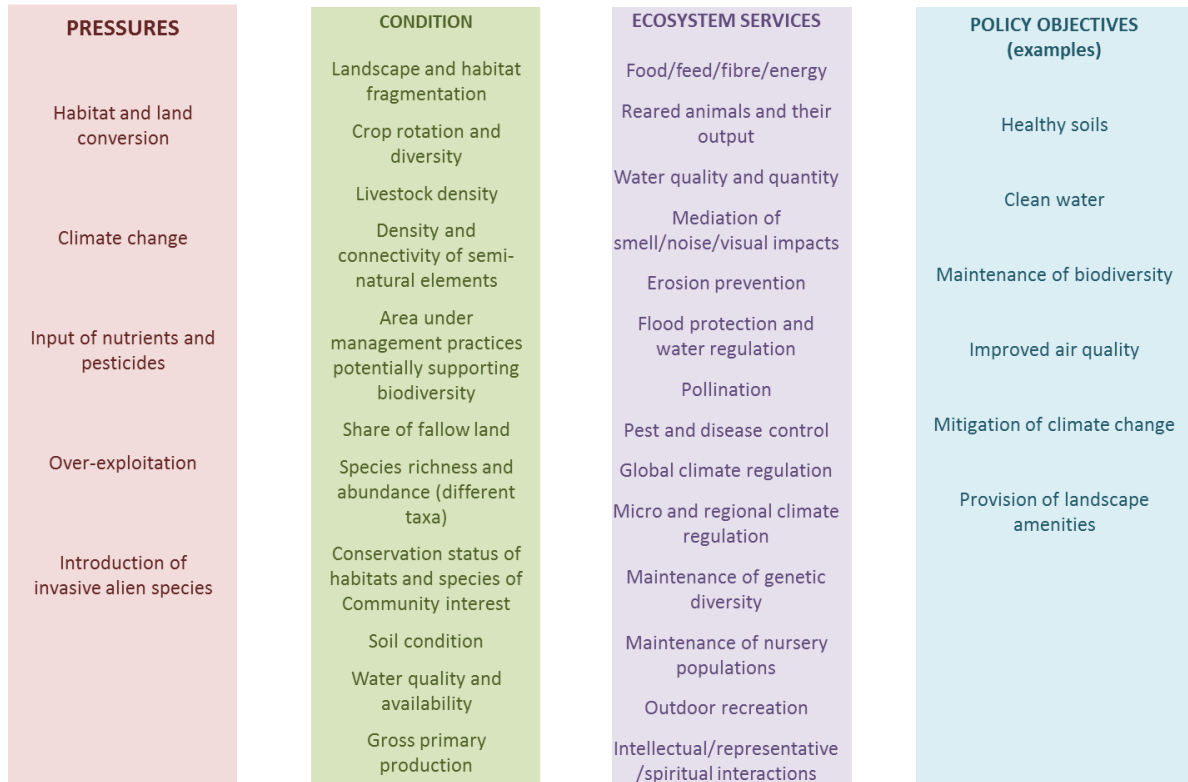 PRESSURES
Habitat and land
conversion
Climate change
Input of nutrients and
pesticides
Over-exploitation
Introduction of
invasive alien species
CONDITION
Landscape and habitat
fragmentation
Crop rotation and
diversity
Livestock density
Density and
connectivity of semi-
natural elements
Area under
management practices
potentially supporting
biodiversity
Share of fallow land
Species richness and
abundance (different
taxa)
Conservation status of
habitats and species of
Community interest
Soil condition
Water quality and
availability
Gross primary
production
ECOSYSTEM SERVICES
Food/feed/fibre/energy
Reared animals and their
output
Water quality and quantity
Mediation of
smell/noise/visual impacts
Erosion prevention
Flood protection and
water regulation
Pollination
Pest and disease control
Global climate regulation
Micro and regional climate
regulation
Maintenance of genetic
diversity
Maintenance of nursery
populations
Outdoor recreation
Intellectual/representative
/spiritual interactions
POLICY OBJECTIVES
(examples)
Healthy soils
Clean water
Maintenance of biodiversity
Improved air quality
Mitigation of climate change
Provision of landscape
amenities